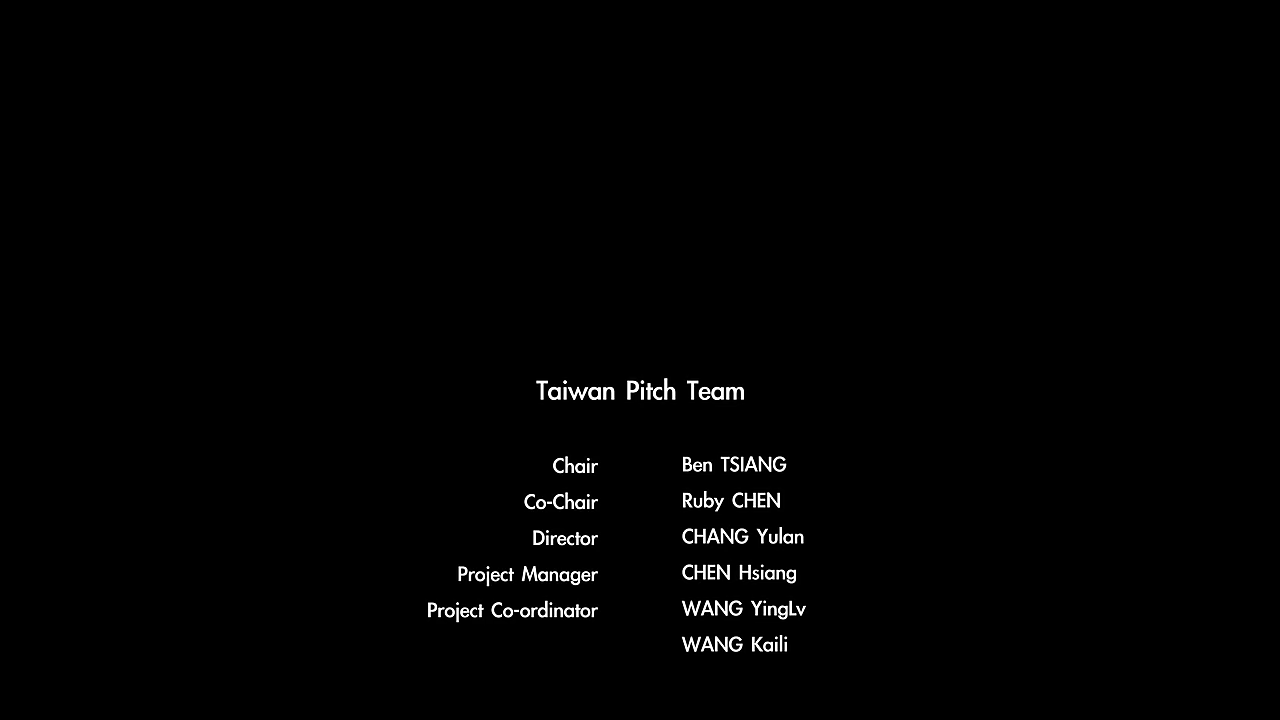 Taiwan Pitch Team
Chair Ben TSIANG
Co-Chair Ruby CHEN
Director CHANG Yulan
Project Manager CHEN Hsiang
Project Co-ordinator WANG YingLv
WANG Kaili